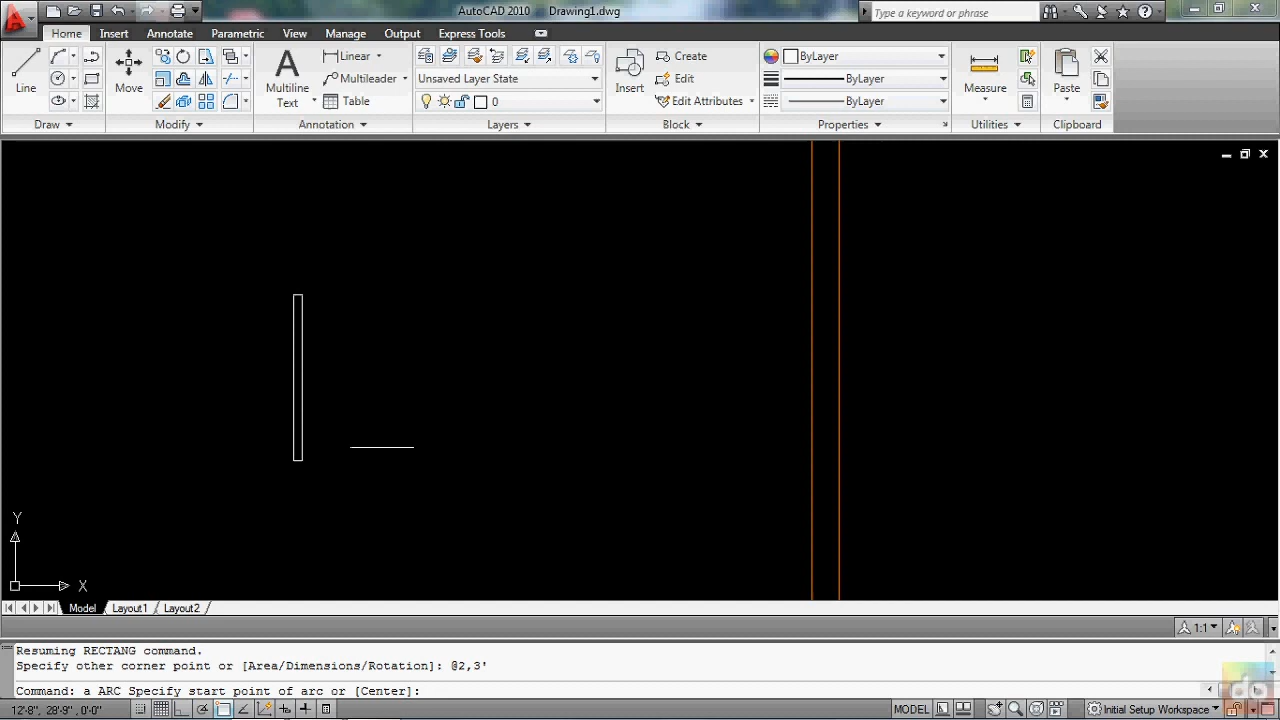 AutoCAD 2010 Drawing1.dwg
Type a keyword or phrase
Home Insert Annotate Parametric View Manage Output Express Tools
Line
Move
A
Multiline
Text
Linear
Multileader
Table
Unsaved Layer State
0
Insert
Create
Edit
Edit Attributes
ByLayer
ByLayer
ByLayer
Measure
Paste
Draw Modify Annotation Layers Block Properties Utilities Clipboard
Y
X
Model Layout1 Layout2
1:1
Resuming RECTANG command.
Specify other corner point or [Area/Dimensions/Rotation]: @2,3'
Command: a ARC Specify start point of arc or [Center]:
12'-8", 28'-9", 0'-0" MODEL Initial Setup Workspace